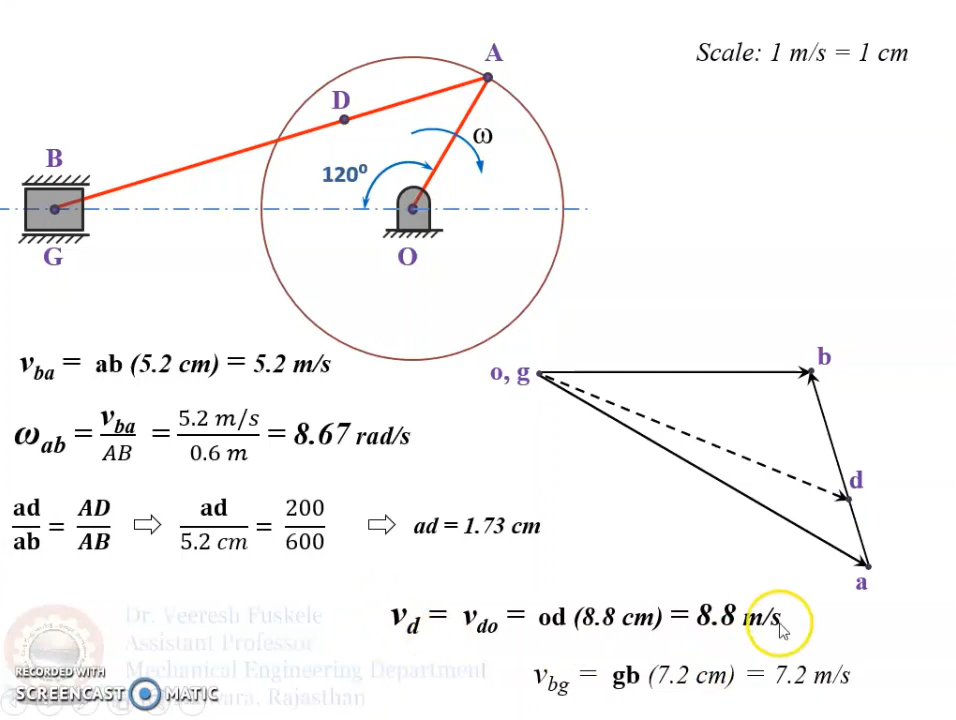 Scale: 1 m/s = 1 cm
A
D
ω
B
120⁰
G
O
v_ba = ab (5.2 cm) = 5.2 m/s
o, g
b
ω_ab = v_ba / AB = 5.2 m/s / 0.6 m = 8.67 rad/s
d
ad / ab = AD / AB ⇨ ad / 5.2 cm = 200 / 600 ⇨ ad = 1.73 cm
a
v_d = v_do = od (8.8 cm) = 8.8 m/s
v_bg = gb (7.2 cm) = 7.2 m/s
Dr. Veeresh Fuskele
Assistant Professor
Mechanical Engineering Department
Rajasthan
RECORDED WITH
SCREENCAST MATIC